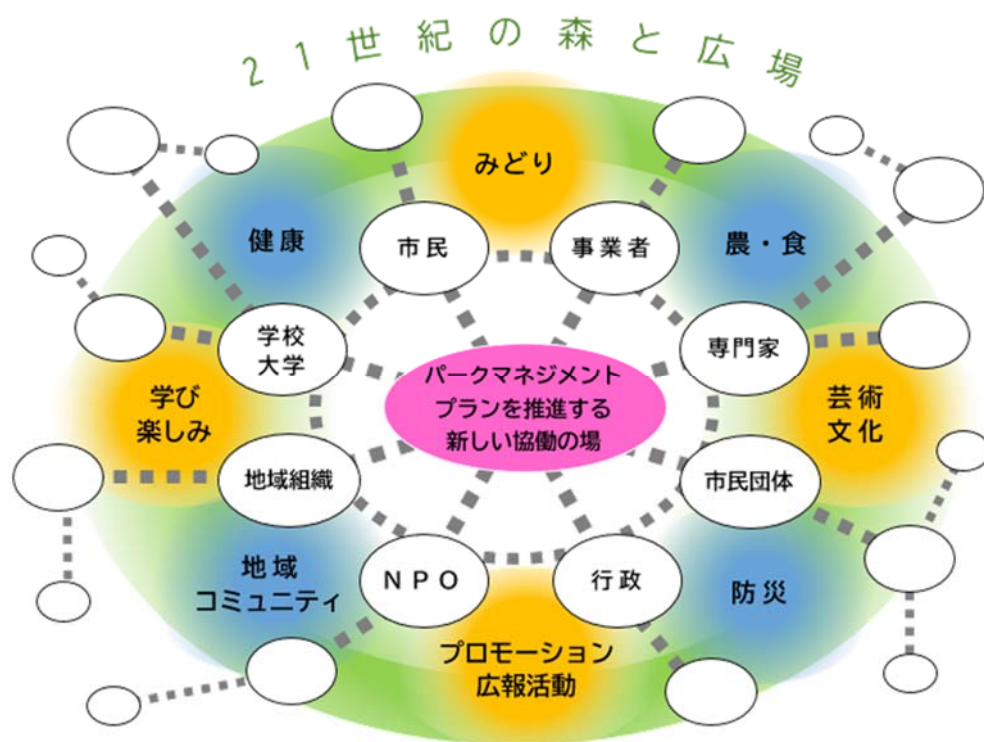 21世紀の森と広場
みどり
健康
市民
事業者
農・食
学校
大学
専門家
パークマネジメント
プランを推進する
新しい協働の場
学び
楽しみ
芸術
文化
地域組織
市民団体
地域
コミュニティ
NPO
行政
防災
プロモーション
広報活動